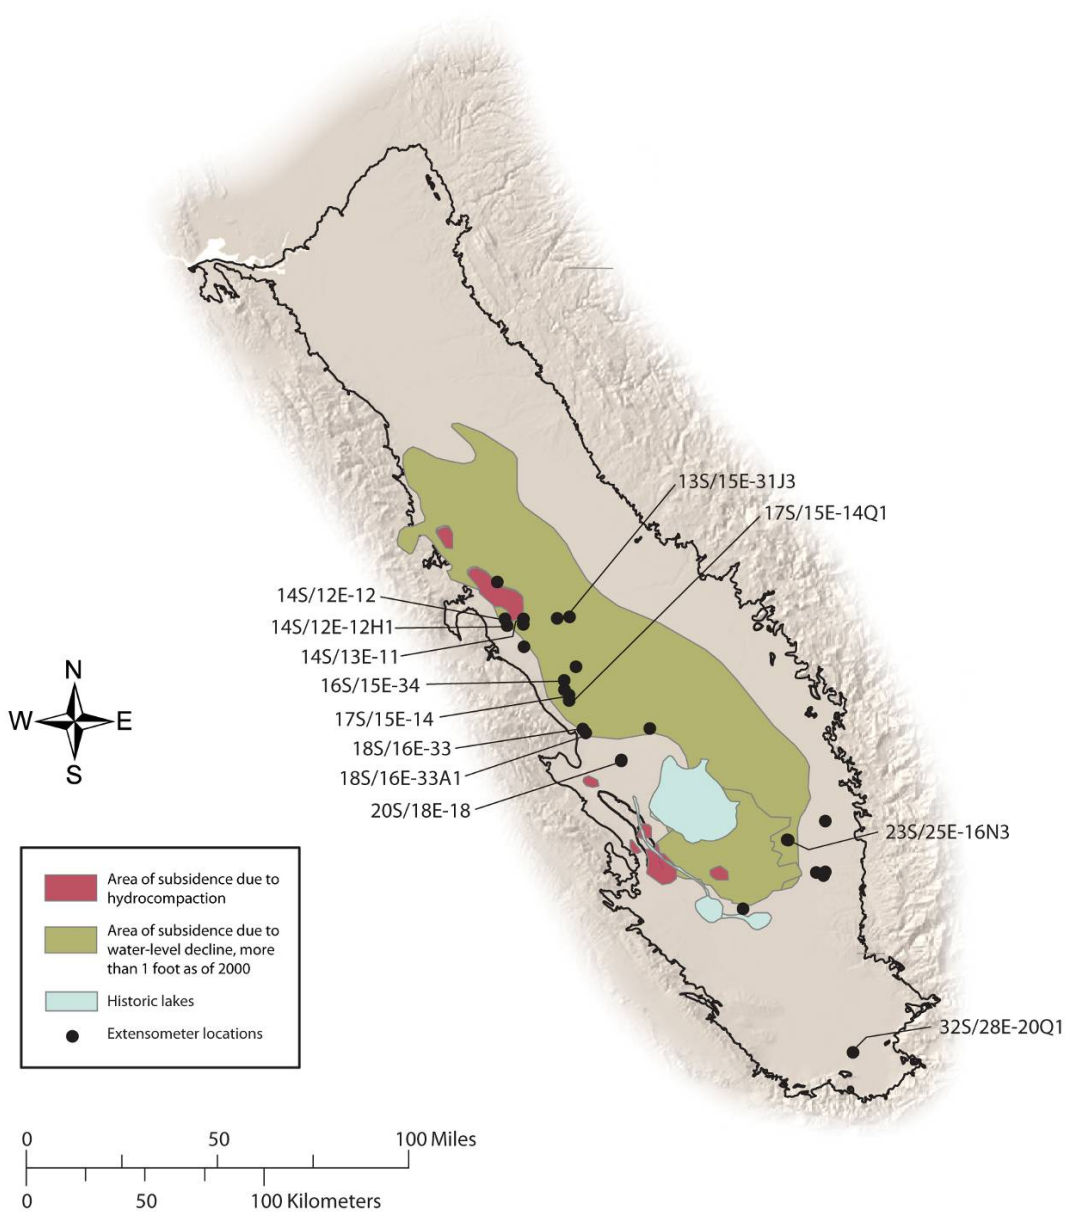 13S/15E-31J3
17S/15E-14Q1
14S/12E-12
14S/12E-12H1
14S/13E-11
16S/15E-34
17S/15E-14
18S/16E-33
18S/16E-33A1
20S/18E-18
23S/25E-16N3
32S/28E-20Q1
N
W E
S
Area of subsidence due to
hydrocompaction
Area of subsidence due to
water-level decline, more
than 1 foot as of 2000
Historic lakes
Extensometer locations
0 50 100 Miles
0 50 100 Kilometers